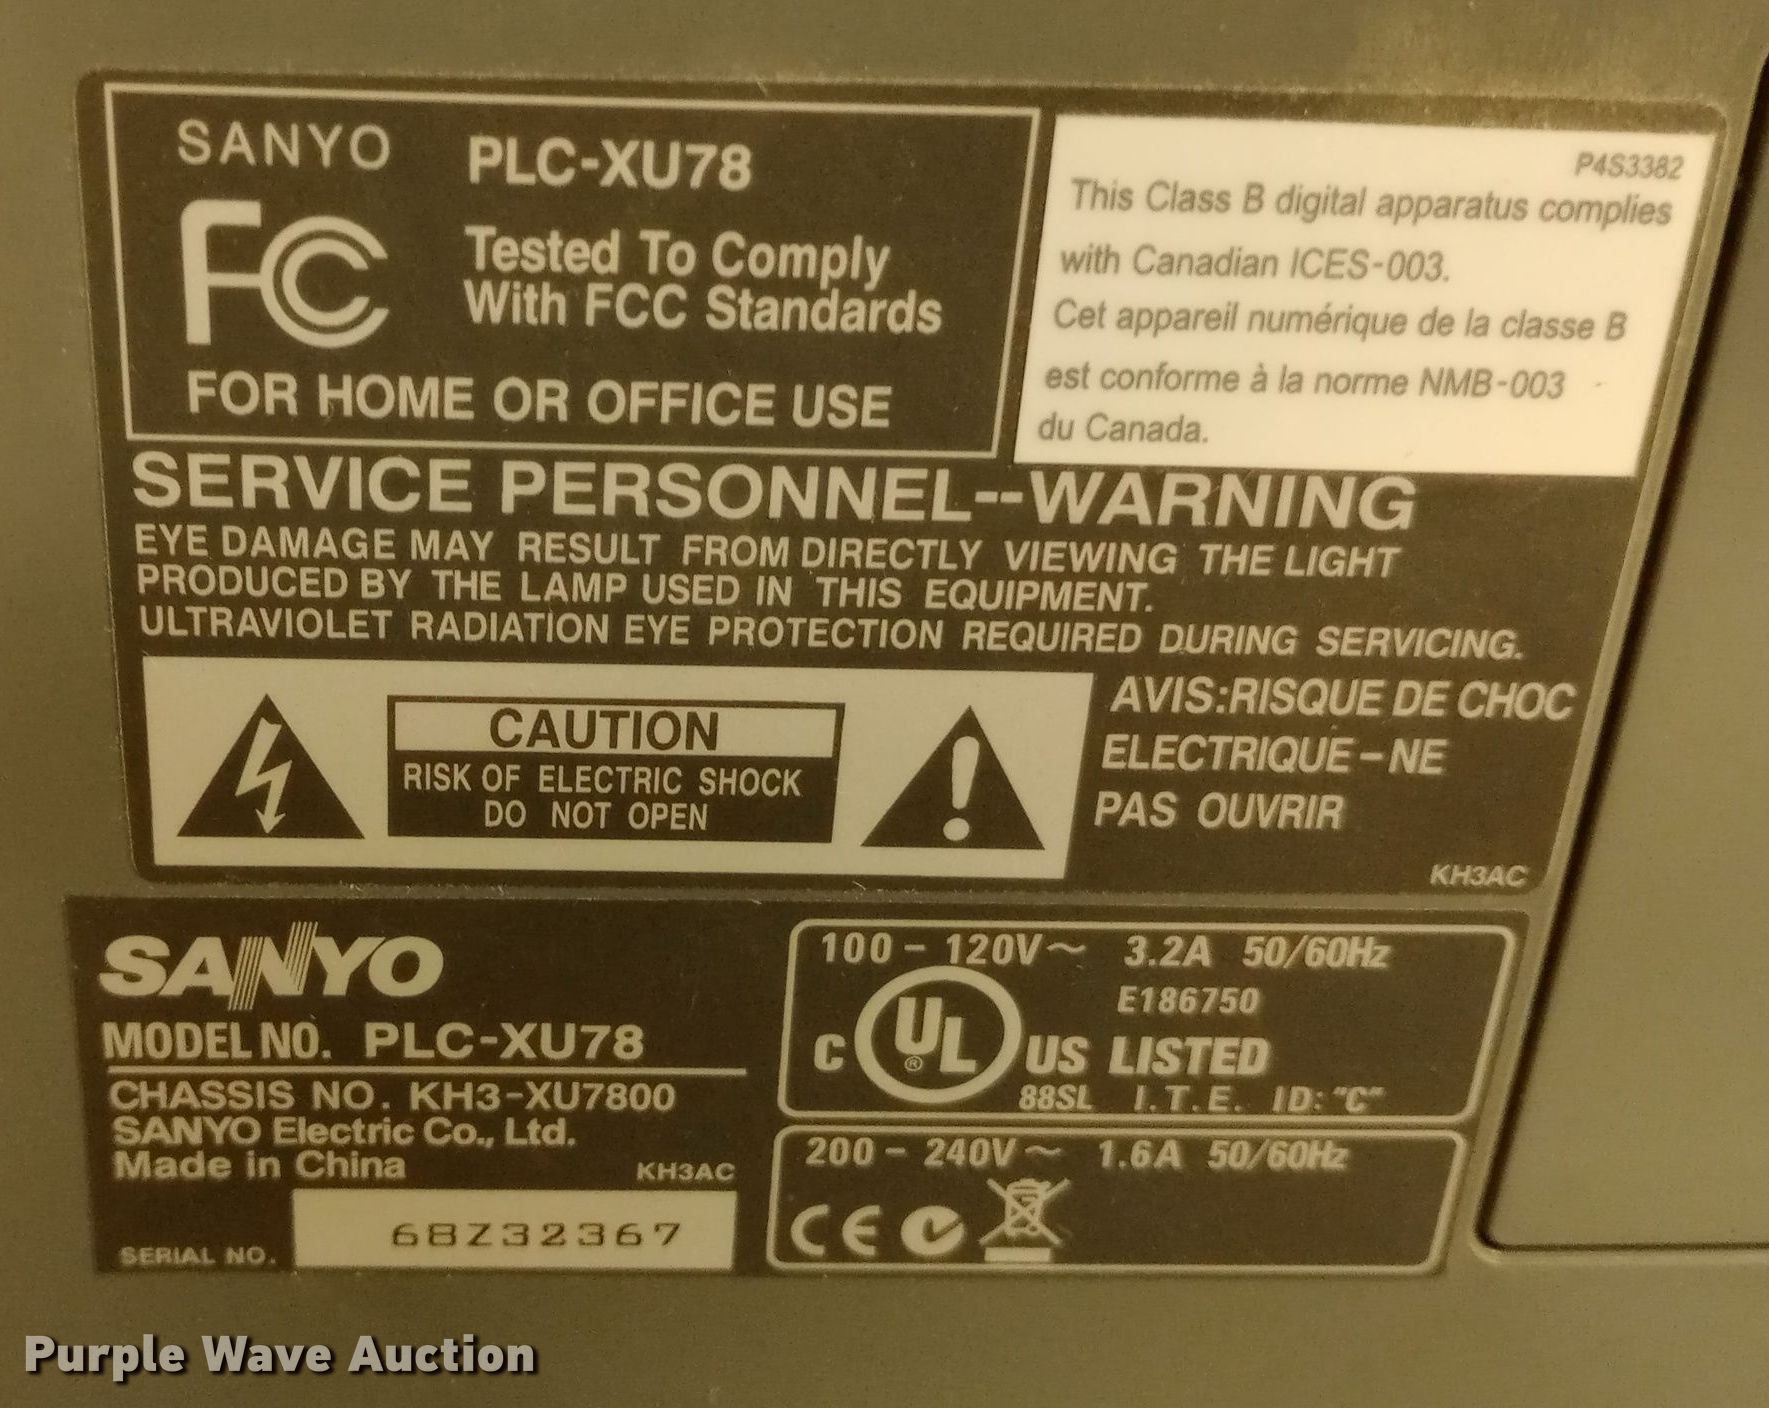 SANYO PLC-XU78
FC Tested To Comply
With FCC Standards
FOR HOME OR OFFICE USE
P4S3382
This Class B digital apparatus complies
with Canadian ICES-003.
Cet appareil numérique de la classe B
est conforme à la norme NMB-003
du Canada.
SERVICE PERSONNEL--WARNING
EYE DAMAGE MAY RESULT FROM DIRECTLY VIEWING THE LIGHT
PRODUCED BY THE LAMP USED IN THIS EQUIPMENT.
ULTRAVIOLET RADIATION EYE PROTECTION REQUIRED DURING SERVICING.
CAUTION
RISK OF ELECTRIC SHOCK
DO NOT OPEN
AVIS:RISQUE DE CHOC
ELECTRIQUE-NE
PAS OUVRIR
KH3AC
SANYO
MODEL NO. PLC-XU78
CHASSIS NO. KH3-XU7800
SANYO Electric Co., Ltd.
Made in China KH3AC
SERIAL NO. 68Z32367
100 - 120V~ 3.2A 50/60Hz
E186750
C UL® US LISTED
88SL I.T.E. ID: "C"
200 - 240V~ 1.6A 50/60Hz
CE
Purple Wave Auction